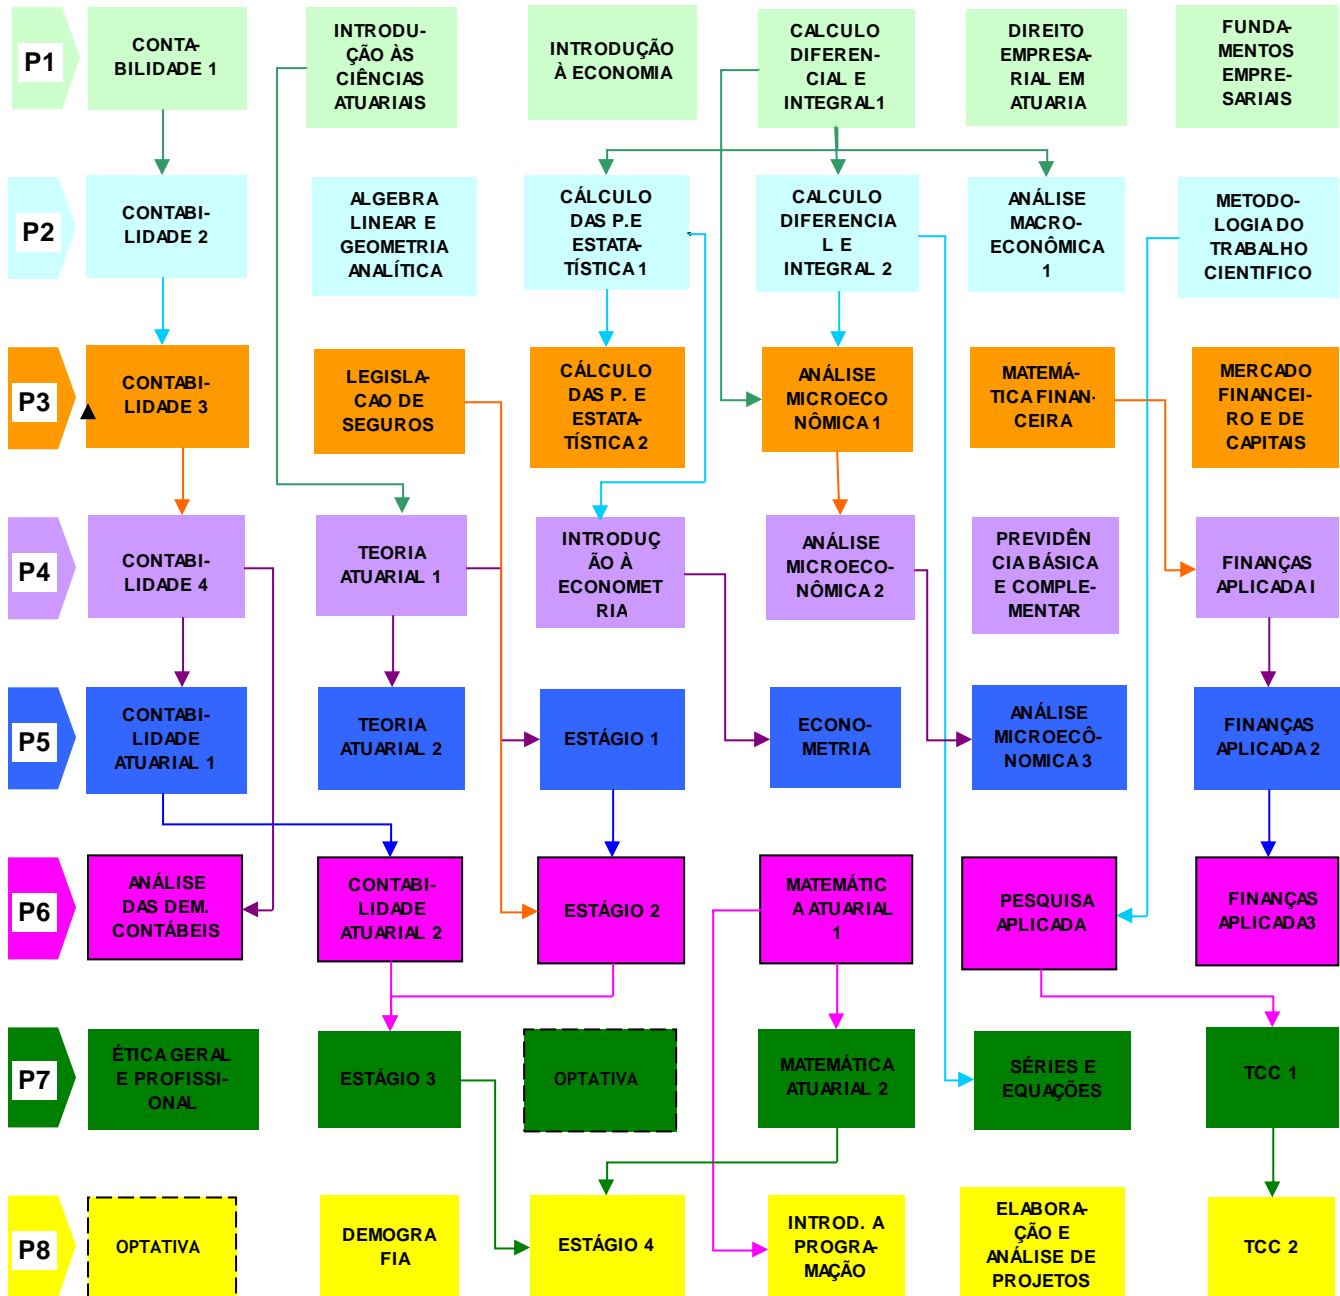 P1
CONTA-
BILIDADE 1
INTRODU-
ÇÃO ÀS
CIÊNCIAS
ATUARIAIS
INTRODUÇÃO
À ECONOMIA
CALCULO
DIFEREN-
CIAL E
INTEGRAL1
DIREITO
EMPRESA-
RIAL EM
ATUARIA
FUNDA-
MENTOS
EMPRE-
SARIAIS
P2
CONTABI-
LIDADE 2
ALGEBRA
LINEAR E
GEOMETRIA
ANALÍTICA
CÁLCULO
DAS P.E
ESTATA-
TÍSTICA 1
CALCULO
DIFERENCIA
L E
INTEGRAL 2
ANÁLISE
MACRO-
ECONÔMICA
1
METODO-
LOGIA DO
TRABALHO
CIENTIFICO
P3
CONTABI-
LIDADE 3
LEGISLA-
CAO DE
SEGUROS
CÁLCULO
DAS P. E
ESTATA-
TÍSTICA 2
ANÁLISE
MICROECO
NÔMICA 1
MATEMÁ-
TICA FINAN-
CEIRA
MERCADO
FINANCEI-
RO E DE
CAPITAIS
P4
CONTABI-
LIDADE 4
TEORIA
ATUARIAL 1
INTRODUÇ
ÃO À
ECONOMET
RIA
ANÁLISE
MICROECO-
NÔMICA 2
PREVIDÊN-
CIA BÁSICA
E COMPLE-
MENTAR
FINANÇAS
APLICADA I
P5
CONTABI-
LIDADE
ATUARIAL 1
TEORIA
ATUARIAL 2
ESTÁGIO 1
ECONO-
METRIA
ANÁLISE
MICROECÔ-
NOMICA 3
FINANÇAS
APLICADA 2
P6
ANÁLISE
DAS DEM.
CONTÁBEIS
CONTABI-
LIDADE
ATUARIAL 2
ESTÁGIO 2
MATEMÁTIC
A ATUARIAL
1
PESQUISA
APLICADA
FINANÇAS
APLICADA3
P7
ÉTICA GERAL
E PROFISSI-
ONAL
ESTÁGIO 3
OPTATIVA
MATEMÁTICA
ATUARIAL 2
SÉRIES E
EQUAÇÕES
TCC 1
P8
OPTATIVA
DEMOGRA
FIA
ESTÁGIO 4
INTROD. A
PROGRA-
MAÇÃO
ELABORA-
ÇÃO E
ANÁLISE DE
PROJETOS
TCC 2